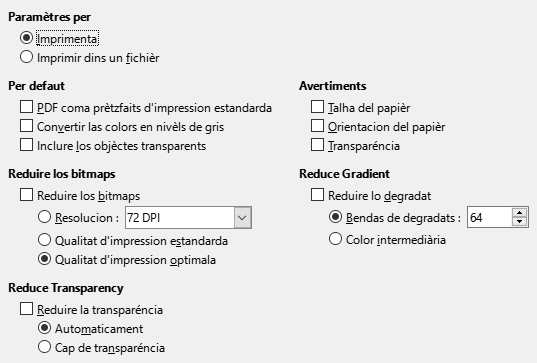 Paramètres per
Imprimenta
Imprimir dins un fichièr
Per defaut
PDF coma prètzfaits d'impression estandarda
Convertir las colors en nivèls de gris
Inclure los objèctes transparents
Avertiments
Talha del papièr
Orientacion del papièr
Transparéncia
Reduire los bitmaps
Reduire los bitmaps
Resolucion : 72 DPI
Qualitat d'impression estandarda
Qualitat d'impression optimala
Reduce Gradient
Reduire lo degradat
Bendas de degradats : 64
Color intermediària
Reduce Transparency
Reduire la transparéncia
Automaticament
Cap de transparéncia